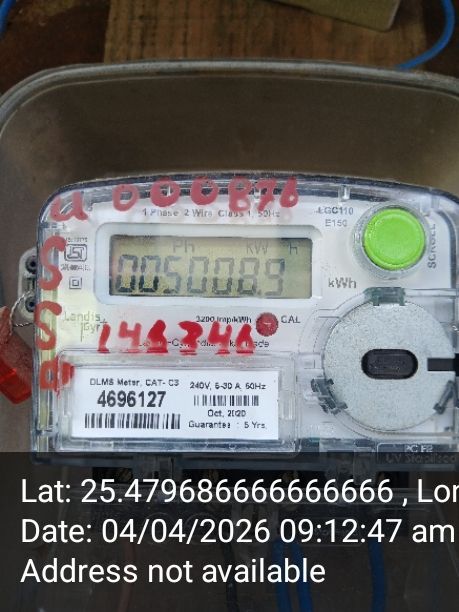 U000876
1 Phase 2 Wire Class 1, 50Hz
LGC110
E150
SCROLL
Ph KW h
005008.9
kWh
3200 imp/kWh
CAL
Landis
Gyr
DLMS Meter, CAT- C3
240V, 5-30 A, 50Hz
4696127
Oct, 2020
Guarantee : 5 Yrs.
Lat: 25.479686666666666 , Lon
Date: 04/04/2026 09:12:47 am
Address not available